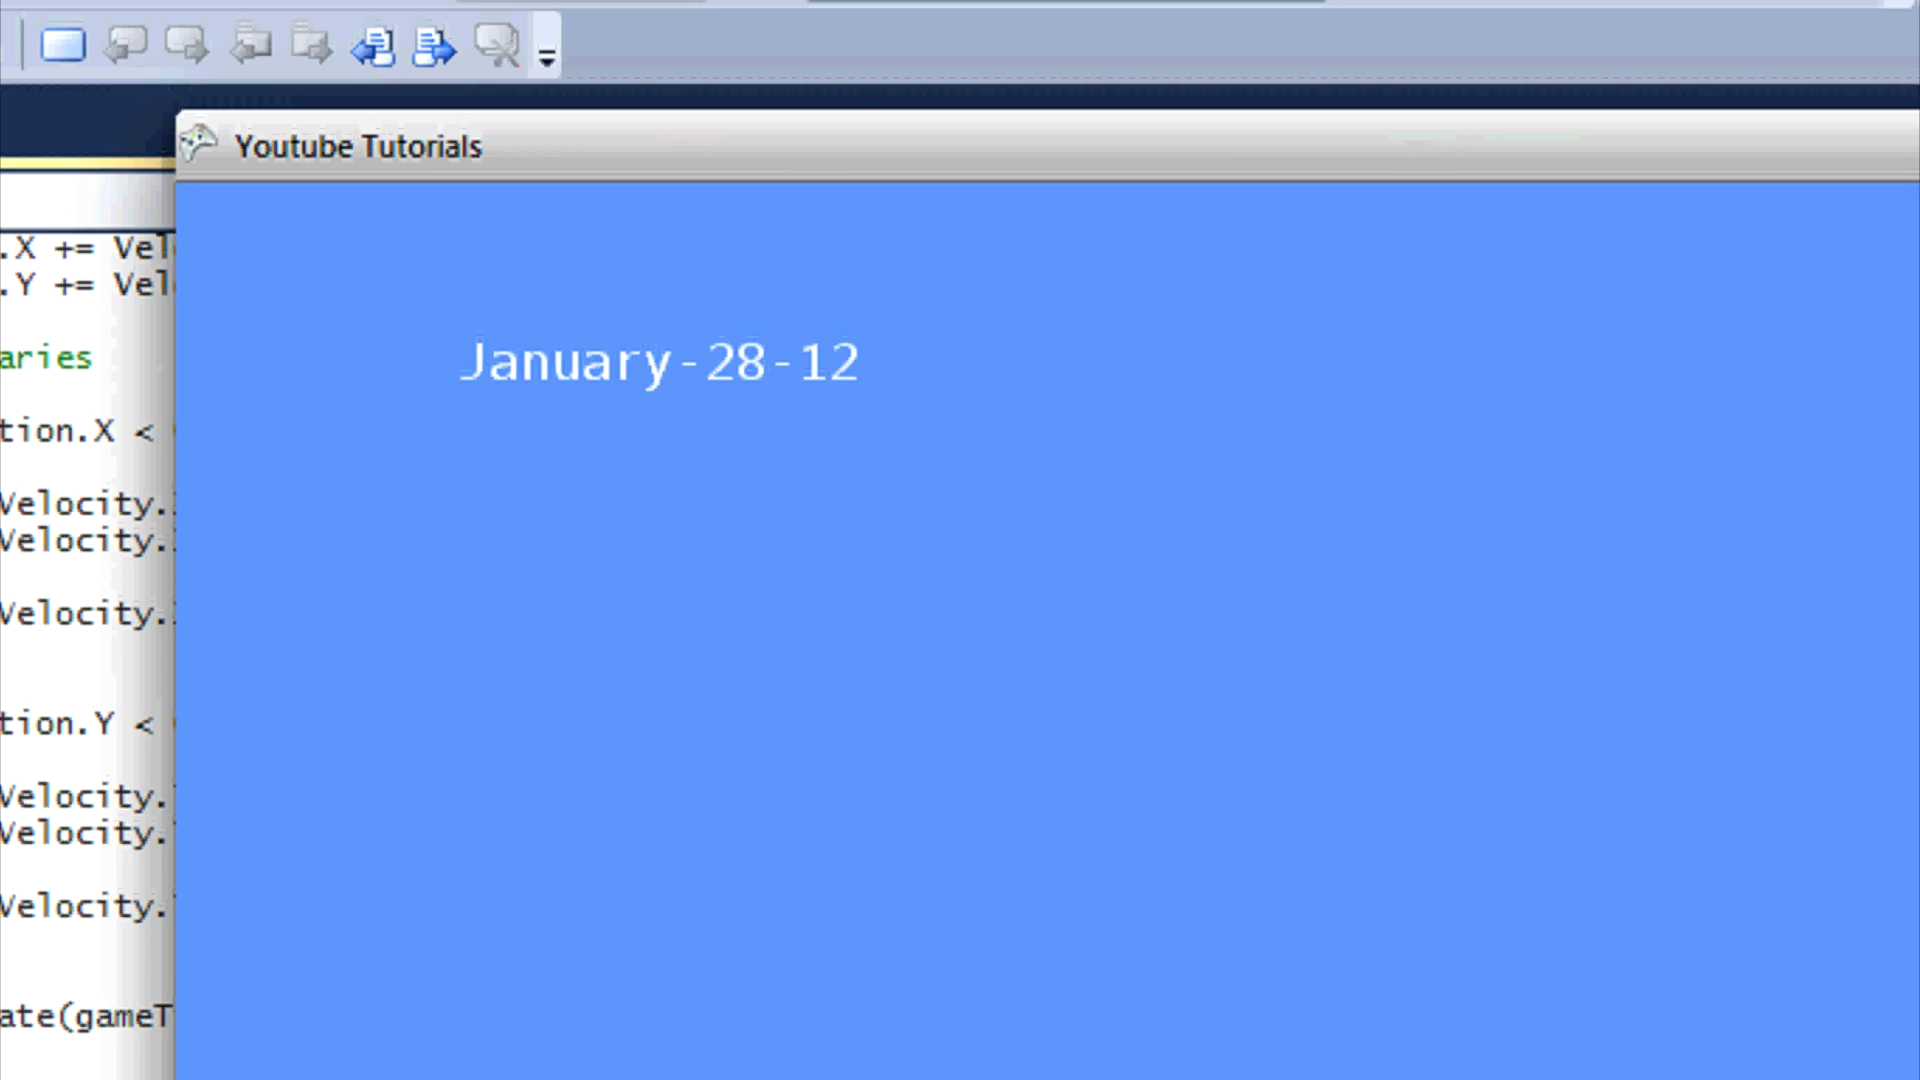 Youtube Tutorials
January-28-12
.X += Vel
.Y += Vel
aries
tion.X <
Velocity.
Velocity.
Velocity.
tion.Y <
Velocity.
Velocity.
Velocity.
ate(gameT